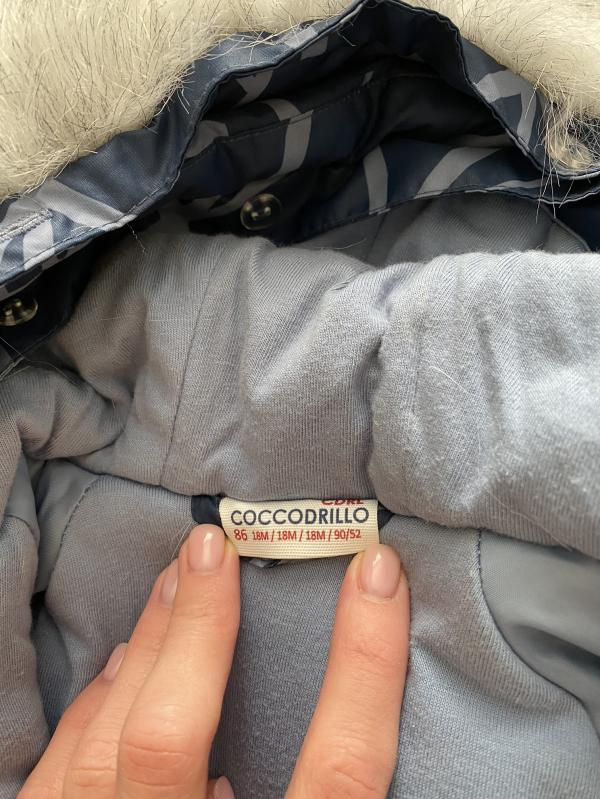 CDRL
COCCODRILLO
86 18M / 18M / 18M / 90/52